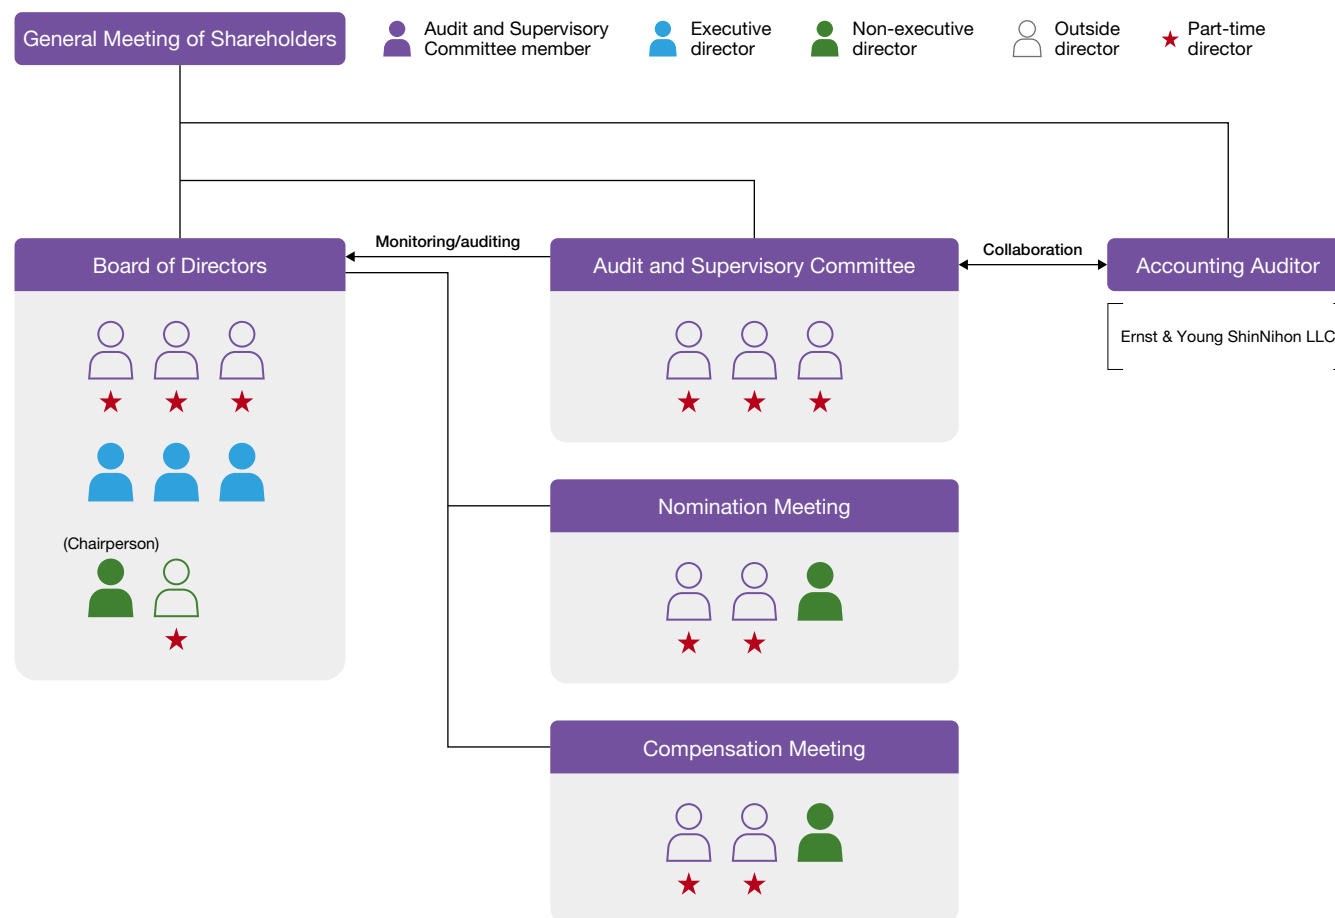 General Meeting of Shareholders
Audit and Supervisory
Committee member
Executive
director
Non-executive
director
Outside
director
Part-time
director
Monitoring/auditing
Collaboration
Board of Directors
Audit and Supervisory Committee
Accounting Auditor
Ernst & Young ShinNihon LLC
Nomination Meeting
(Chairperson)
Compensation Meeting